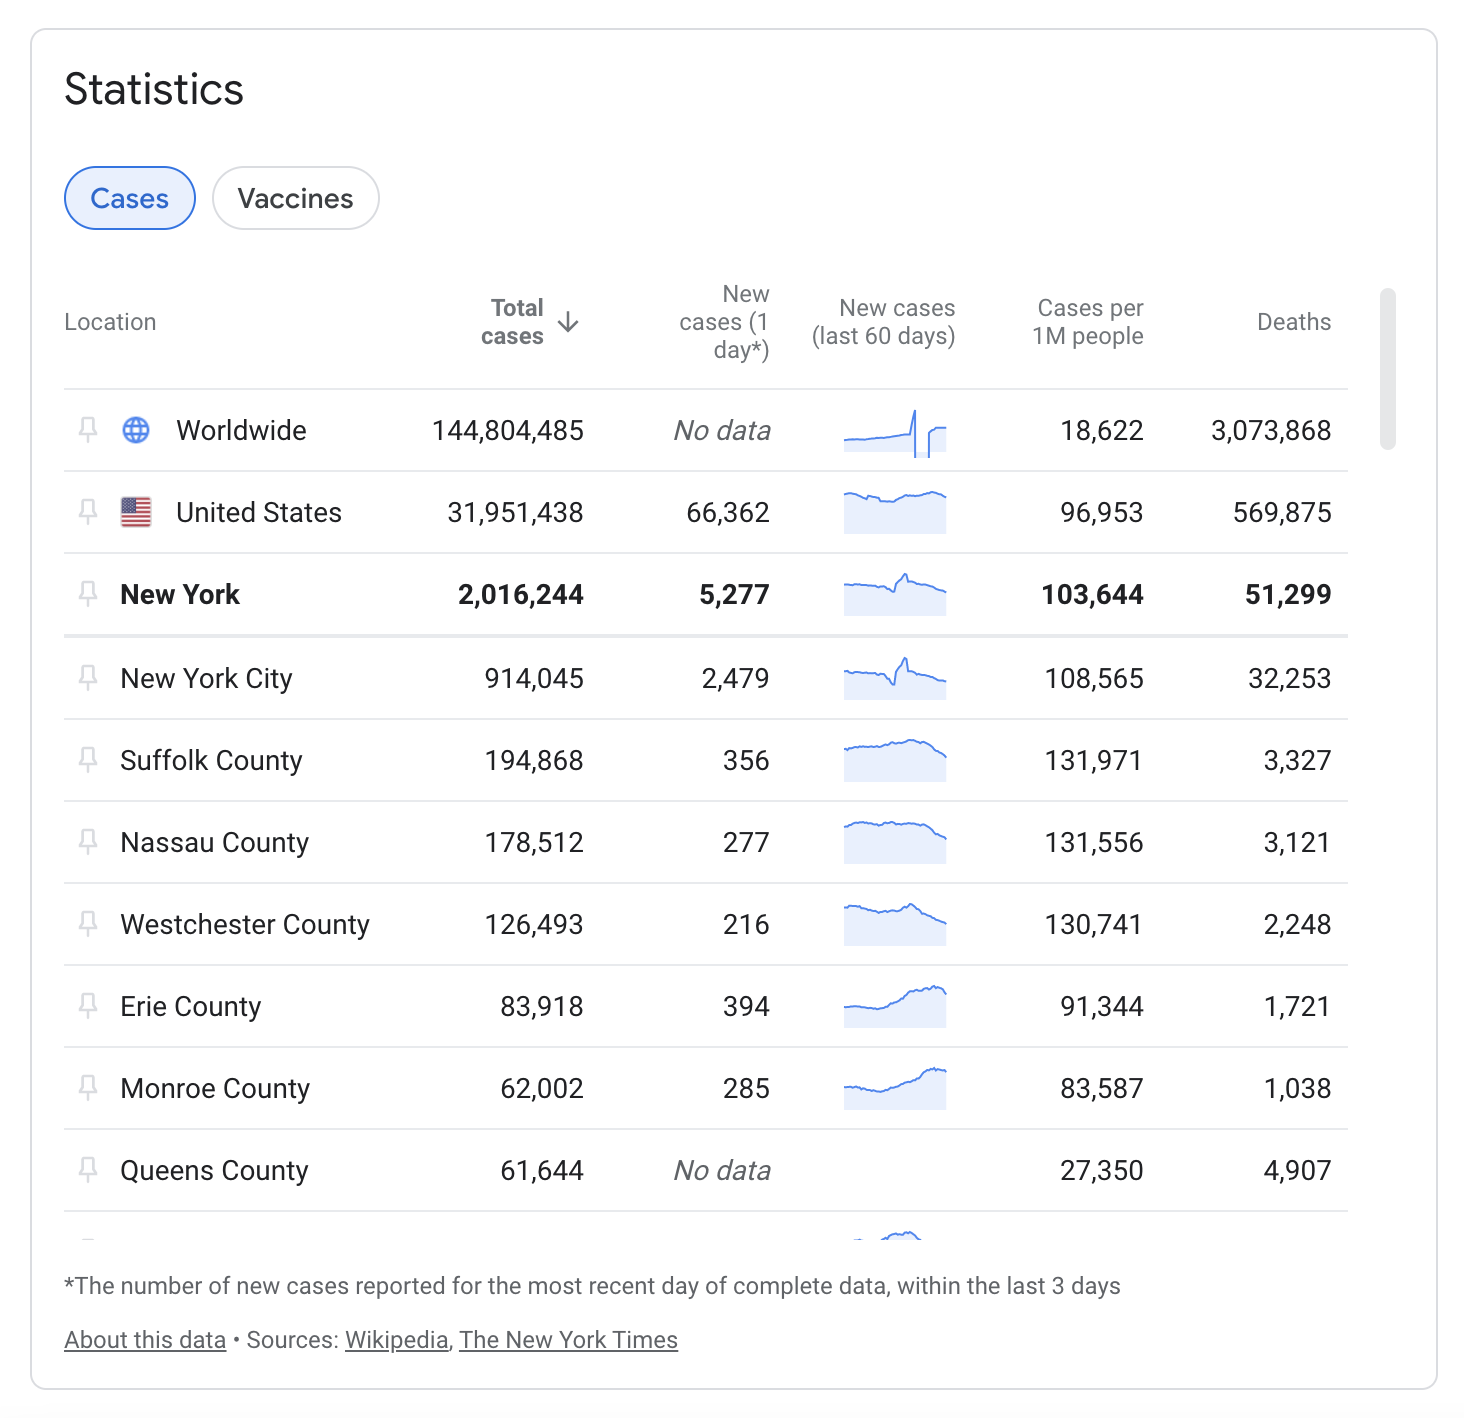 Statistics
Cases Vaccines
Location Total cases New cases (1 day*) New cases (last 60 days) Cases per 1M people Deaths
Worldwide 144,804,485 No data 18,622 3,073,868
United States 31,951,438 66,362 96,953 569,875
New York 2,016,244 5,277 103,644 51,299
New York City 914,045 2,479 108,565 32,253
Suffolk County 194,868 356 131,971 3,327
Nassau County 178,512 277 131,556 3,121
Westchester County 126,493 216 130,741 2,248
Erie County 83,918 394 91,344 1,721
Monroe County 62,002 285 83,587 1,038
Queens County 61,644 No data 27,350 4,907
*The number of new cases reported for the most recent day of complete data, within the last 3 days
About this data • Sources: Wikipedia, The New York Times